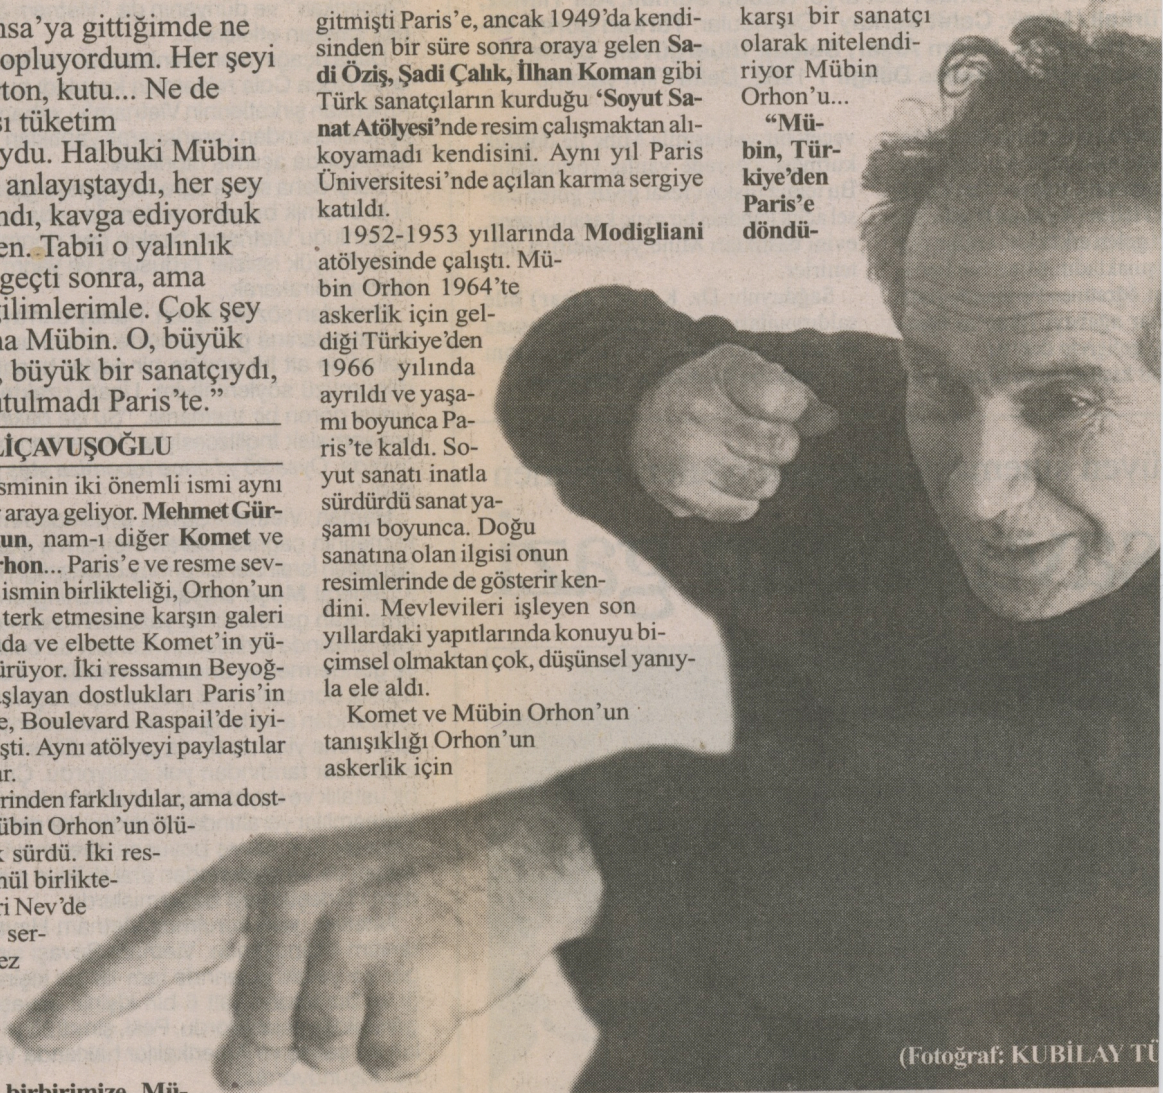 nsa'ya gittiğimde ne
opluyordum. Her şeyi
rton, kutu... Ne de
sı tüketim
ydu. Halbuki Mübin
anlayıştaydı, her şey
ndı, kavga ediyorduk
en. Tabii o yalınlık
geçti sonra, ama
ğilimlerimle. Çok şey
na Mübin. O, büyük
, büyük bir sanatçıydı,
utulmadı Paris'te.”
LİÇAVUŞOĞLU
sminin iki önemli ismi aynı
r araya geliyor. Mehmet Gür-
un, nam-ı diğer Komet ve
rhon... Paris'e ve resme sev-
ismin birlikteliği, Orhon'un
terk etmesine karşın galeri
da ve elbette Komet'in yü-
ürüyor. İki ressamın Beyoğ-
aşlayan dostlukları Paris'in
e, Boulevard Raspail'de iyi-
şti. Aynı atölyeyi paylaştılar
ar.
rinden farklıydılar, ama dost-
übin Orhon'un ölü-
k sürdü. İki res-
nül birlikte-
ri Nev'de
ser-
ez
birbirimize. Mü-
gitmişti Paris'e, ancak 1949'da kendi-
sinden bir süre sonra oraya gelen Sa-
di Öziş, Şadi Çalık, İlhan Koman gibi
Türk sanatçıların kurduğu ‘Soyut Sa-
nat Atölyesi’nde resim çalışmaktan alı-
koyamadı kendisini. Aynı yıl Paris
Üniversitesi'nde açılan karma sergiye
katıldı.
1952-1953 yıllarında Modigliani
atölyesinde çalıştı. Mü-
bin Orhon 1964'te
askerlik için gel-
diği Türkiye'den
1966 yılında
ayrıldı ve yaşa-
mı boyunca Pa-
ris'te kaldı. So-
yut sanatı inatla
sürdürdü sanat ya-
şamı boyunca. Doğu
sanatına olan ilgisi onun
resimlerinde de gösterir ken-
dini. Mevlevileri işleyen son
yıllardaki yapıtlarında konuyu bi-
çimsel olmaktan çok, düşünsel yanıy-
la ele aldı.
Komet ve Mübin Orhon'un
tanışıklığı Orhon'un
askerlik için
karşı bir sanatçı
olarak nitelendi-
riyor Mübin
Orhon'u...
“Mü-
bin, Tür-
kiye'den
Paris'e
döndü-
(Fotoğraf: KUBİLAY TÜ